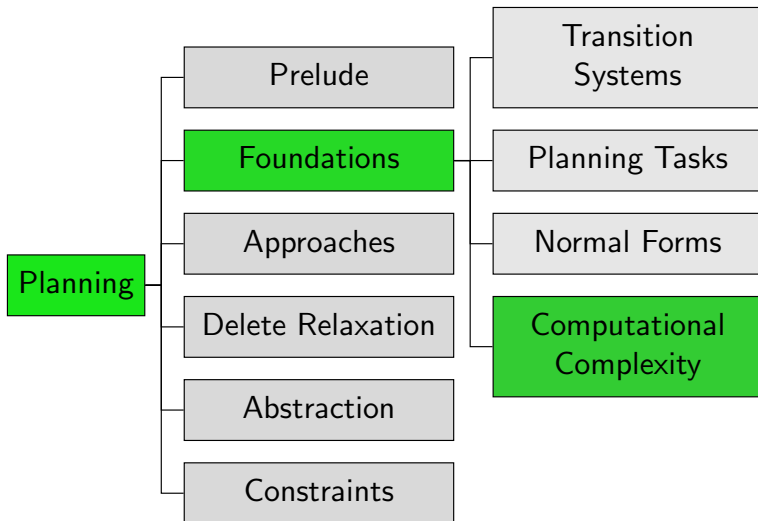 Planning
Prelude
Foundations
Approaches
Delete Relaxation
Abstraction
Constraints
Transition
Systems
Planning Tasks
Normal Forms
Computational
Complexity